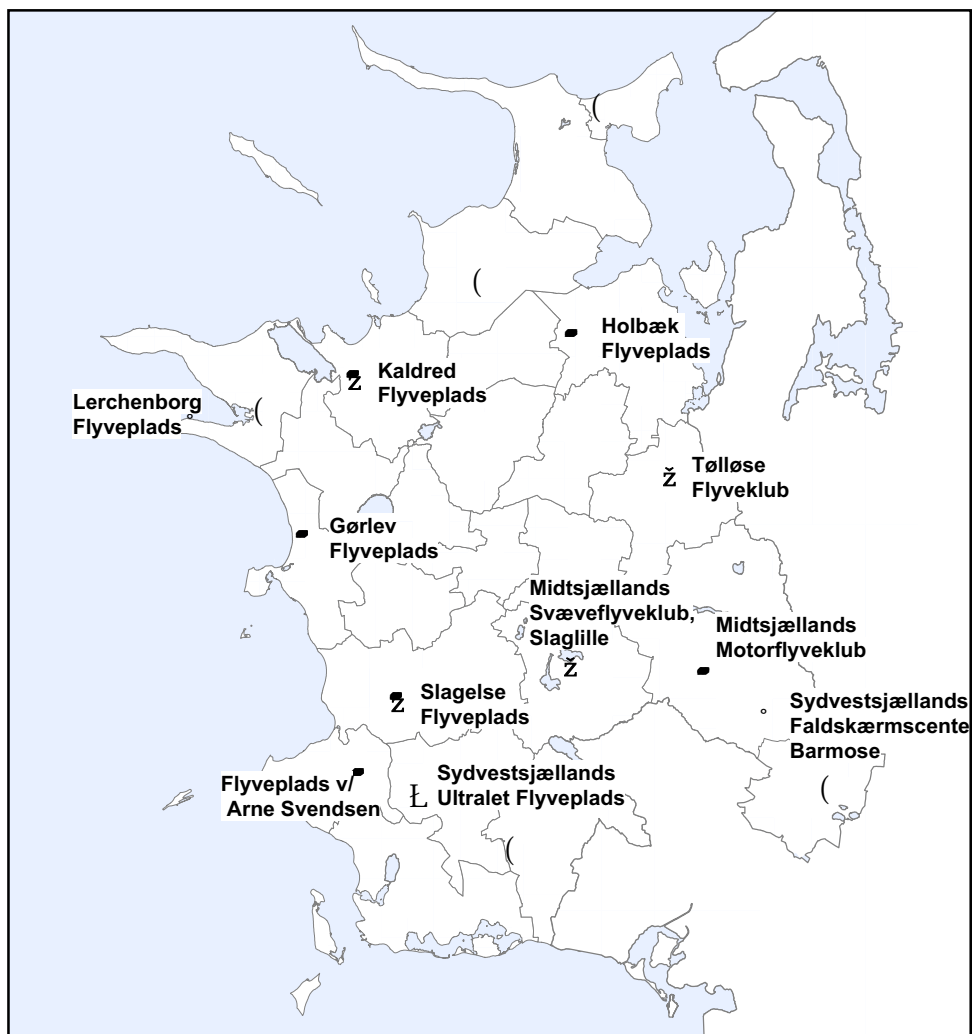 Holbæk
Flyveplads
Kaldred
Flyveplads
Lerchenborg
Flyveplads
Tølløse
Flyveklub
Gørlev
Flyveplads
Midtsjællands
Svæveflyveklub,
Slaglille
Midtsjællands
Motorflyveklub
Slagelse
Flyveplads
Sydvestsjællands
Faldskærmscente
Barmose
Flyveplads v/
Arne Svendsen
Sydvestsjællands
Ultralet Flyveplads